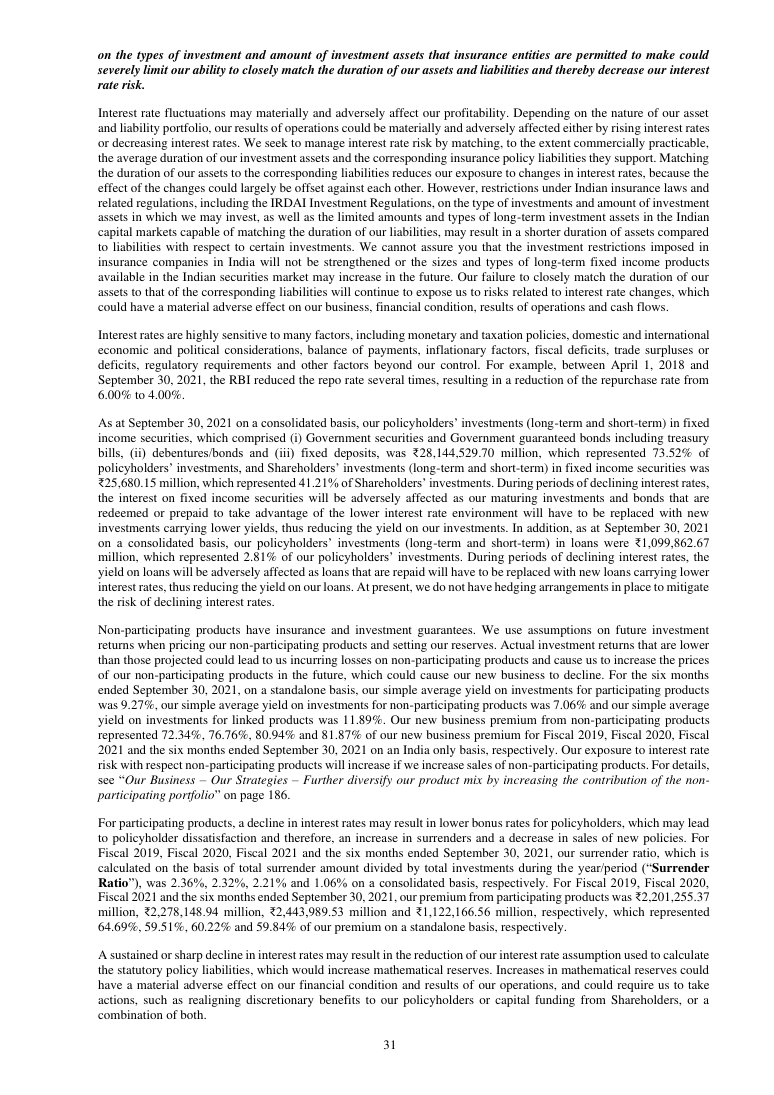 on the types of investment and amount of investment assets that insurance entities are permitted to make could
severely limit our ability to closely match the duration of our assets and liabilities and thereby decrease our interest
rate risk.
Interest rate fluctuations may materially and adversely affect our profitability. Depending on the nature of our asset
and liability portfolio, our results of operations could be materially and adversely affected either by rising interest rates
or decreasing interest rates. We seek to manage interest rate risk by matching, to the extent commercially practicable,
the average duration of our investment assets and the corresponding insurance policy liabilities they support. Matching
the duration of our assets to the corresponding liabilities reduces our exposure to changes in interest rates, because the
effect of the changes could largely be offset against each other. However, restrictions under Indian insurance laws and
related regulations, including the IRDAI Investment Regulations, on the type of investments and amount of investment
assets in which we may invest, as well as the limited amounts and types of long-term investment assets in the Indian
capital markets capable of matching the duration of our liabilities, may result in a shorter duration of assets compared
to liabilities with respect to certain investments. We cannot assure you that the investment restrictions imposed in
insurance companies in India will not be strengthened or the sizes and types of long-term fixed income products
available in the Indian securities market may increase in the future. Our failure to closely match the duration of our
assets to that of the corresponding liabilities will continue to expose us to risks related to interest rate changes, which
could have a material adverse effect on our business, financial condition, results of operations and cash flows.
Interest rates are highly sensitive to many factors, including monetary and taxation policies, domestic and international
economic and political considerations, balance of payments, inflationary factors, fiscal deficits, trade surpluses or
deficits, regulatory requirements and other factors beyond our control. For example, between April 1, 2018 and
September 30, 2021, the RBI reduced the repo rate several times, resulting in a reduction of the repurchase rate from
6.00% to 4.00%.
As at September 30, 2021 on a consolidated basis, our policyholders’ investments (long-term and short-term) in fixed
income securities, which comprised (i) Government securities and Government guaranteed bonds including treasury
bills, (ii) debentures/bonds and (iii) fixed deposits, was ₹28,144,529.70 million, which represented 73.52% of
policyholders’ investments, and Shareholders’ investments (long-term and short-term) in fixed income securities was
₹25,680.15 million, which represented 41.21% of Shareholders’ investments. During periods of declining interest rates,
the interest on fixed income securities will be adversely affected as our maturing investments and bonds that are
redeemed or prepaid to take advantage of the lower interest rate environment will have to be replaced with new
investments carrying lower yields, thus reducing the yield on our investments. In addition, as at September 30, 2021
on a consolidated basis, our policyholders’ investments (long-term and short-term) in loans were ₹1,099,862.67
million, which represented 2.81% of our policyholders’ investments. During periods of declining interest rates, the
yield on loans will be adversely affected as loans that are repaid will have to be replaced with new loans carrying lower
interest rates, thus reducing the yield on our loans. At present, we do not have hedging arrangements in place to mitigate
the risk of declining interest rates.
Non-participating products have insurance and investment guarantees. We use assumptions on future investment
returns when pricing our non-participating products and setting our reserves. Actual investment returns that are lower
than those projected could lead to us incurring losses on non-participating products and cause us to increase the prices
of our non-participating products in the future, which could cause our new business to decline. For the six months
ended September 30, 2021, on a standalone basis, our simple average yield on investments for participating products
was 9.27%, our simple average yield on investments for non-participating products was 7.06% and our simple average
yield on investments for linked products was 11.89%. Our new business premium from non-participating products
represented 72.34%, 76.76%, 80.94% and 81.87% of our new business premium for Fiscal 2019, Fiscal 2020, Fiscal
2021 and the six months ended September 30, 2021 on an India only basis, respectively. Our exposure to interest rate
risk with respect non-participating products will increase if we increase sales of non-participating products. For details,
see “Our Business – Our Strategies – Further diversify our product mix by increasing the contribution of the non-
participating portfolio” on page 186.
For participating products, a decline in interest rates may result in lower bonus rates for policyholders, which may lead
to policyholder dissatisfaction and therefore, an increase in surrenders and a decrease in sales of new policies. For
Fiscal 2019, Fiscal 2020, Fiscal 2021 and the six months ended September 30, 2021, our surrender ratio, which is
calculated on the basis of total surrender amount divided by total investments during the year/period (“Surrender
Ratio”), was 2.36%, 2.32%, 2.21% and 1.06% on a consolidated basis, respectively. For Fiscal 2019, Fiscal 2020,
Fiscal 2021 and the six months ended September 30, 2021, our premium from participating products was ₹2,201,255.37
million, ₹2,278,148.94 million, ₹2,443,989.53 million and ₹1,122,166.56 million, respectively, which represented
64.69%, 59.51%, 60.22% and 59.84% of our premium on a standalone basis, respectively.
A sustained or sharp decline in interest rates may result in the reduction of our interest rate assumption used to calculate
the statutory policy liabilities, which would increase mathematical reserves. Increases in mathematical reserves could
have a material adverse effect on our financial condition and results of our operations, and could require us to take
actions, such as realigning discretionary benefits to our policyholders or capital funding from Shareholders, or a
combination of both.
31